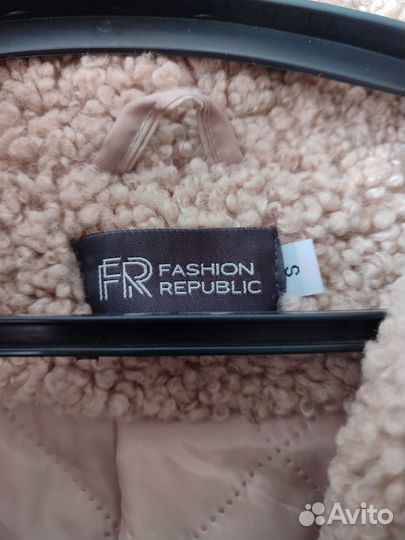 FR FASHION
REPUBLIC
S
Avito